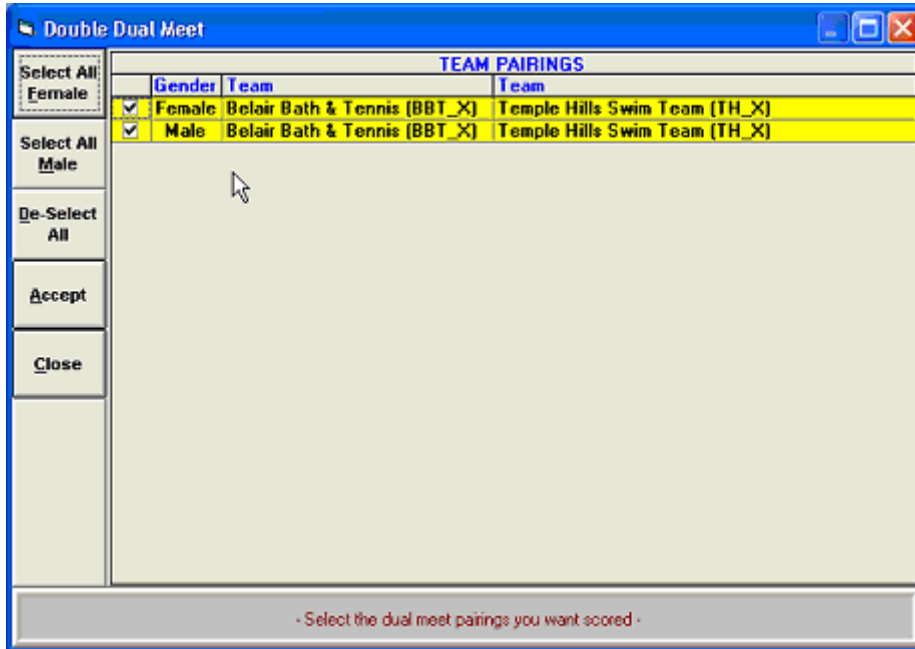 Double Dual Meet
Select All
Female
Select All
Male
De-Select
All
Accept
Close
TEAM PAIRINGS
Gender Team Team
Female Belair Bath & Tennis (BBT_X) Temple Hills Swim Team (TH_X)
Male Belair Bath & Tennis (BBT_X) Temple Hills Swim Team (TH_X)
- Select the dual meet pairings you want scored -